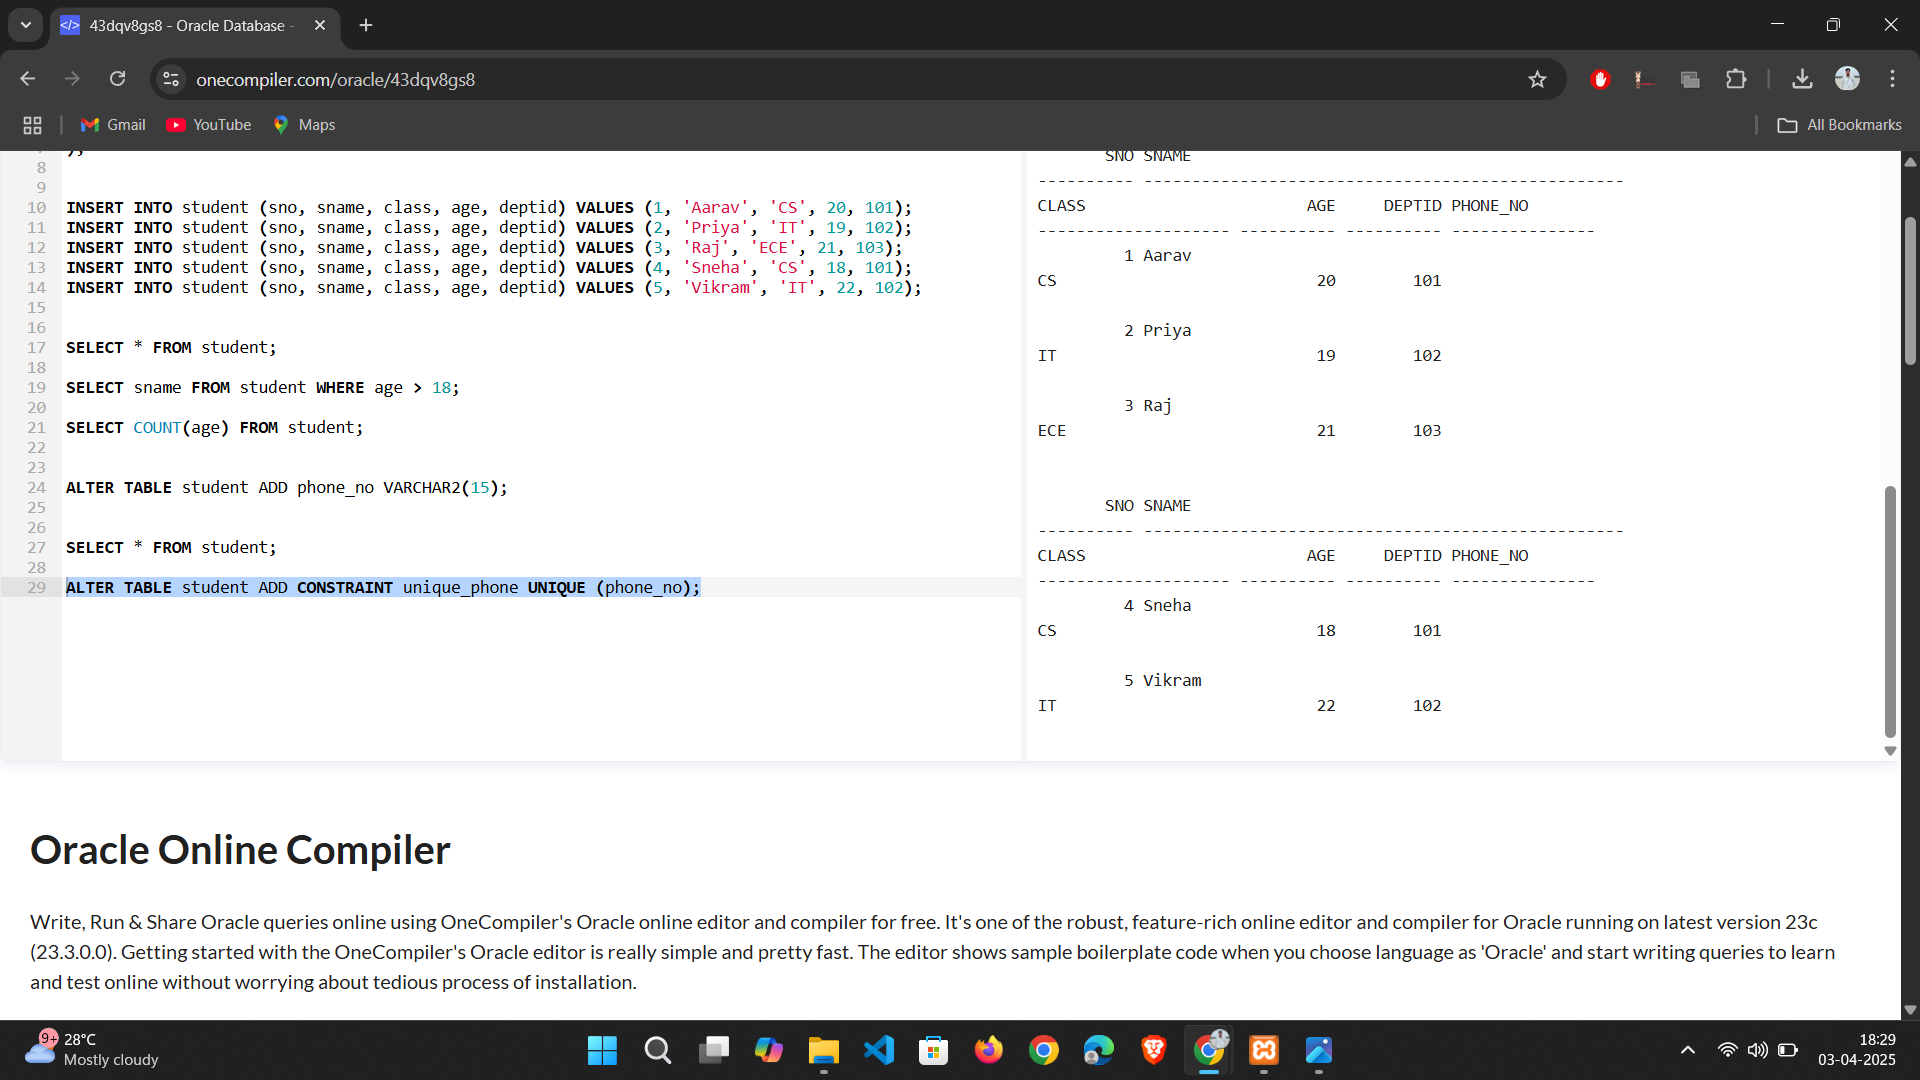 43dqv8gs8 - Oracle Database -
onecompiler.com/oracle/43dqv8gs8
Gmail YouTube Maps All Bookmarks
);
8
9
10 INSERT INTO student (sno, sname, class, age, deptid) VALUES (1, 'Aarav', 'CS', 20, 101);
11 INSERT INTO student (sno, sname, class, age, deptid) VALUES (2, 'Priya', 'IT', 19, 102);
12 INSERT INTO student (sno, sname, class, age, deptid) VALUES (3, 'Raj', 'ECE', 21, 103);
13 INSERT INTO student (sno, sname, class, age, deptid) VALUES (4, 'Sneha', 'CS', 18, 101);
14 INSERT INTO student (sno, sname, class, age, deptid) VALUES (5, 'Vikram', 'IT', 22, 102);
15
16
17 SELECT * FROM student;
18
19 SELECT sname FROM student WHERE age > 18;
20
21 SELECT COUNT(age) FROM student;
22
23
24 ALTER TABLE student ADD phone_no VARCHAR2(15);
25
26
27 SELECT * FROM student;
28
29 ALTER TABLE student ADD CONSTRAINT unique_phone UNIQUE (phone_no);
SNO SNAME
---------- --------------------------------------------------
CLASS AGE DEPTID PHONE_NO
-------------------- ---------- ---------- ---------------
1 Aarav
CS 20 101
2 Priya
IT 19 102
3 Raj
ECE 21 103
SNO SNAME
---------- --------------------------------------------------
CLASS AGE DEPTID PHONE_NO
-------------------- ---------- ---------- ---------------
4 Sneha
CS 18 101
5 Vikram
IT 22 102
Oracle Online Compiler
Write, Run & Share Oracle queries online using OneCompiler's Oracle online editor and compiler for free. It's one of the robust, feature-rich online editor and compiler for Oracle running on latest version 23c
(23.3.0.0). Getting started with the OneCompiler's Oracle editor is really simple and pretty fast. The editor shows sample boilerplate code when you choose language as 'Oracle' and start writing queries to learn
and test online without worrying about tedious process of installation.
9+ 28°C
Mostly cloudy
18:29
03-04-2025